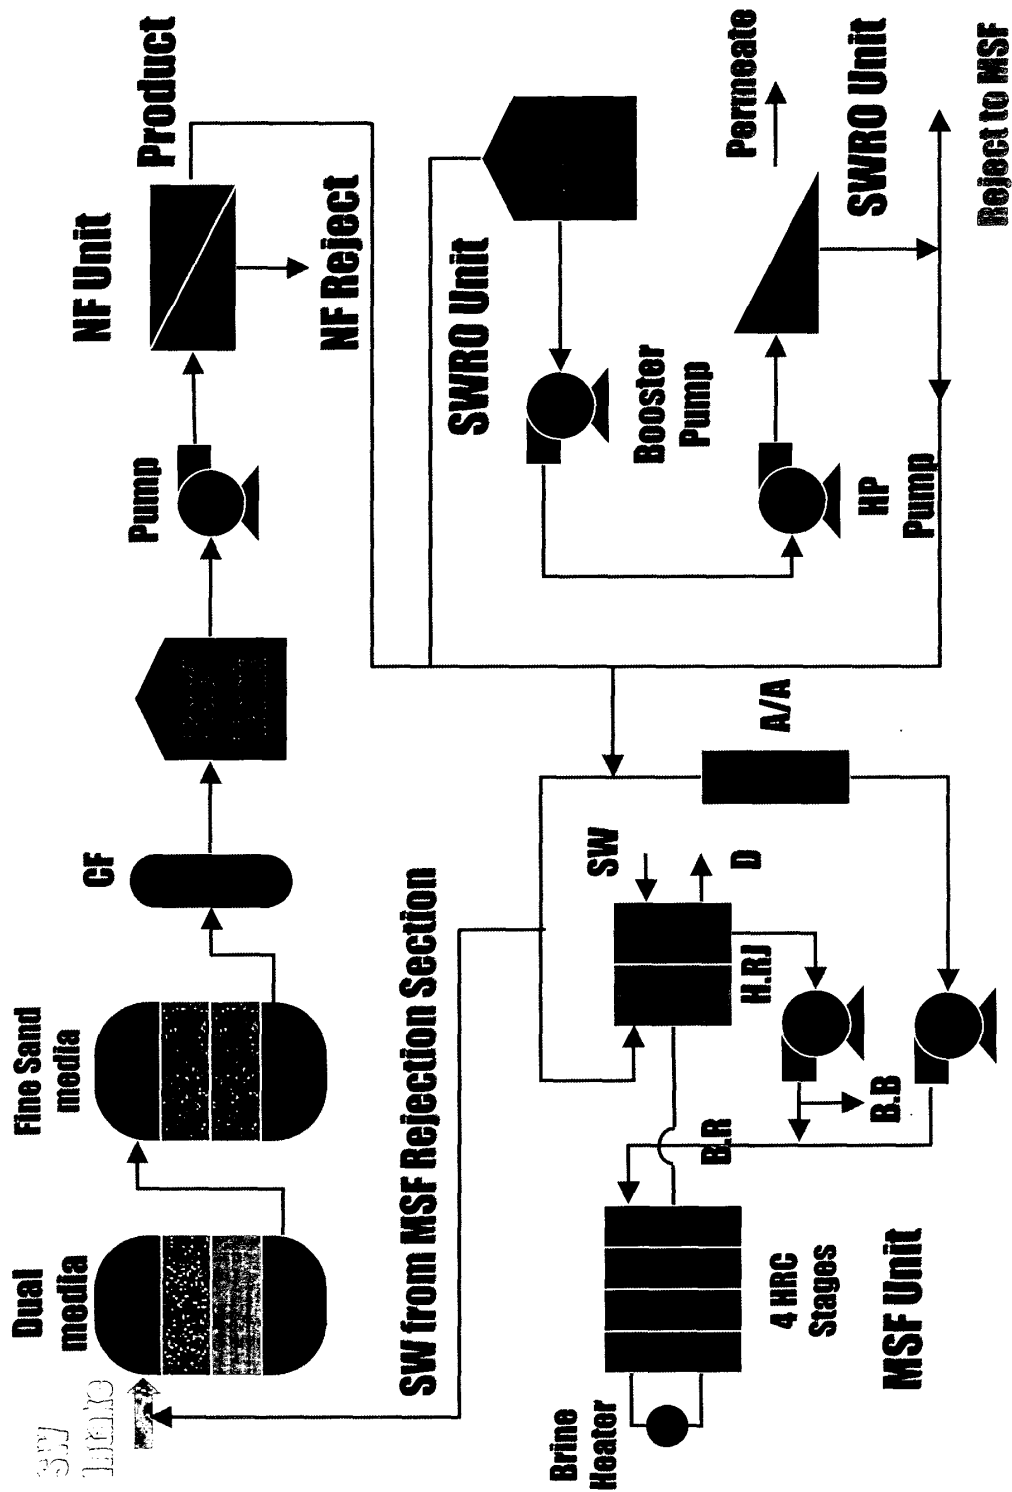 SW
Intake
Dual
media
Fine Sand
media
CF
Pump
NF Unit
Product
NF Reject
SW from MSF Rejection Section
SWRO Unit
Booster
Pump
HP
Pump
Permeate
SWRO Unit
Reject to MSF
A/A
SW
D
H.RJ
B.R
B.B
Brine
Heater
4 HRC
Stages
MSF Unit